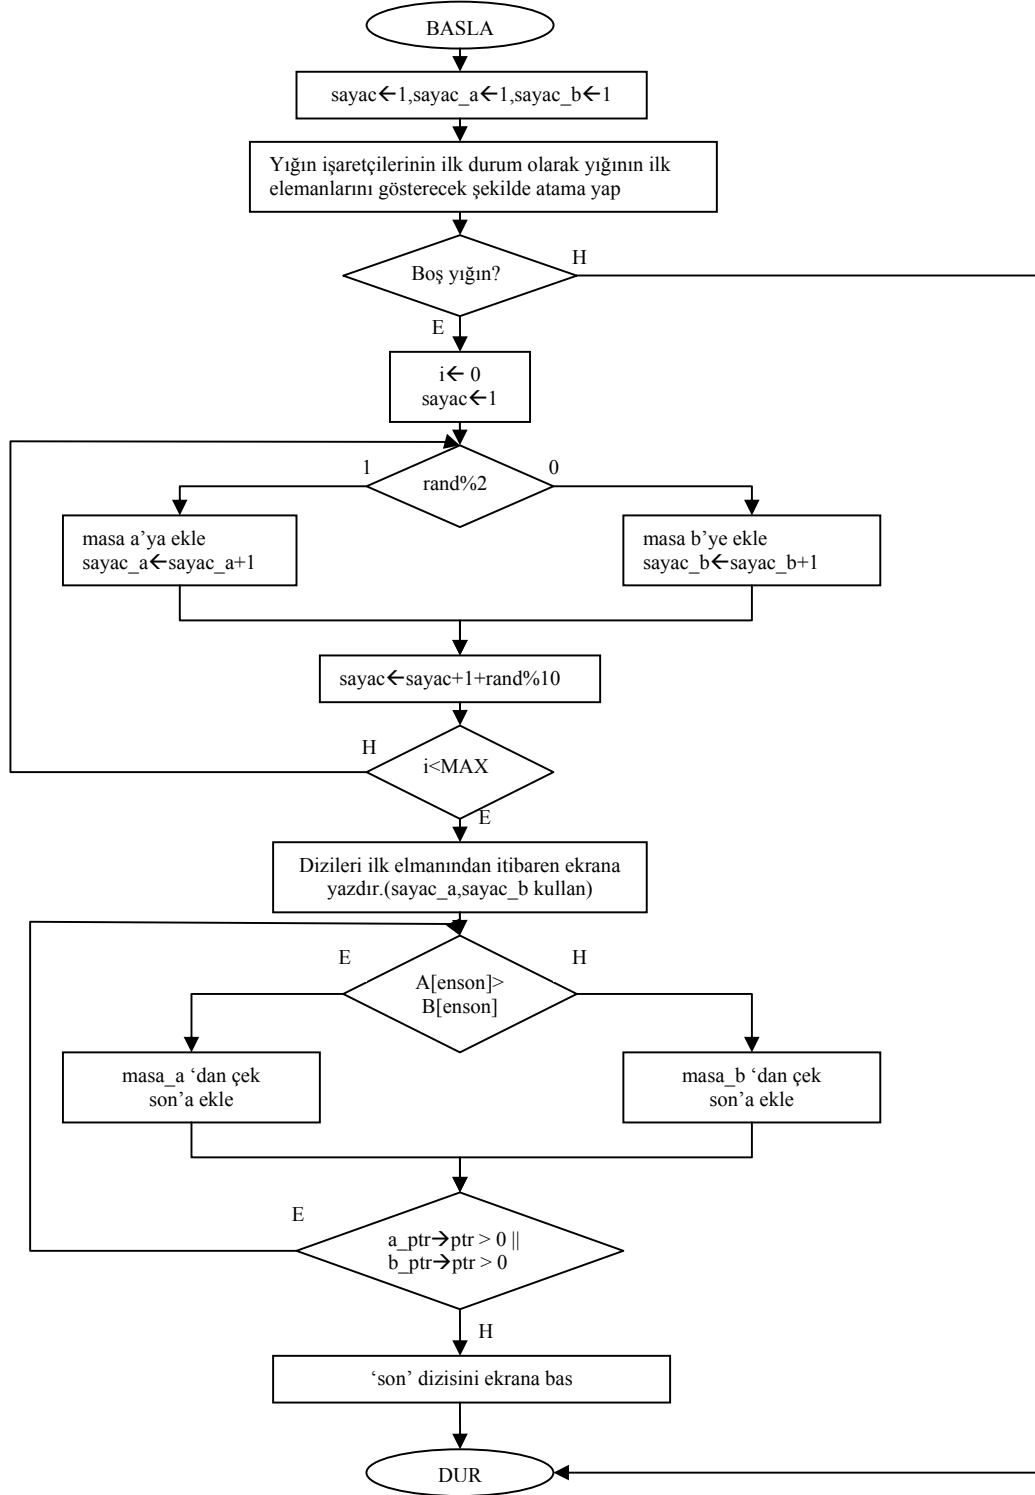 BASLA
sayac←1,sayac_a←1,sayac_b←1
Yığın işaretçilerinin ilk durum olarak yığının ilk
elemanlarını gösterecek şekilde atama yap
H
Boş yığın?
E
i← 0
sayac←1
1
0
rand%2
masa a’ya ekle
sayac_a←sayac_a+1
masa b’ye ekle
sayac_b←sayac_b+1
sayac←sayac+1+rand%10
H
i<MAX
E
Dizileri ilk elmanından itibaren ekrana
yazdır.(sayac_a,sayac_b kullan)
E
H
A[enson]>
B[enson]
masa_a ‘dan çek
son’a ekle
masa_b ‘dan çek
son’a ekle
E
a_ptr→ptr > 0 ||
b_ptr→ptr > 0
H
‘son’ dizisini ekrana bas
DUR